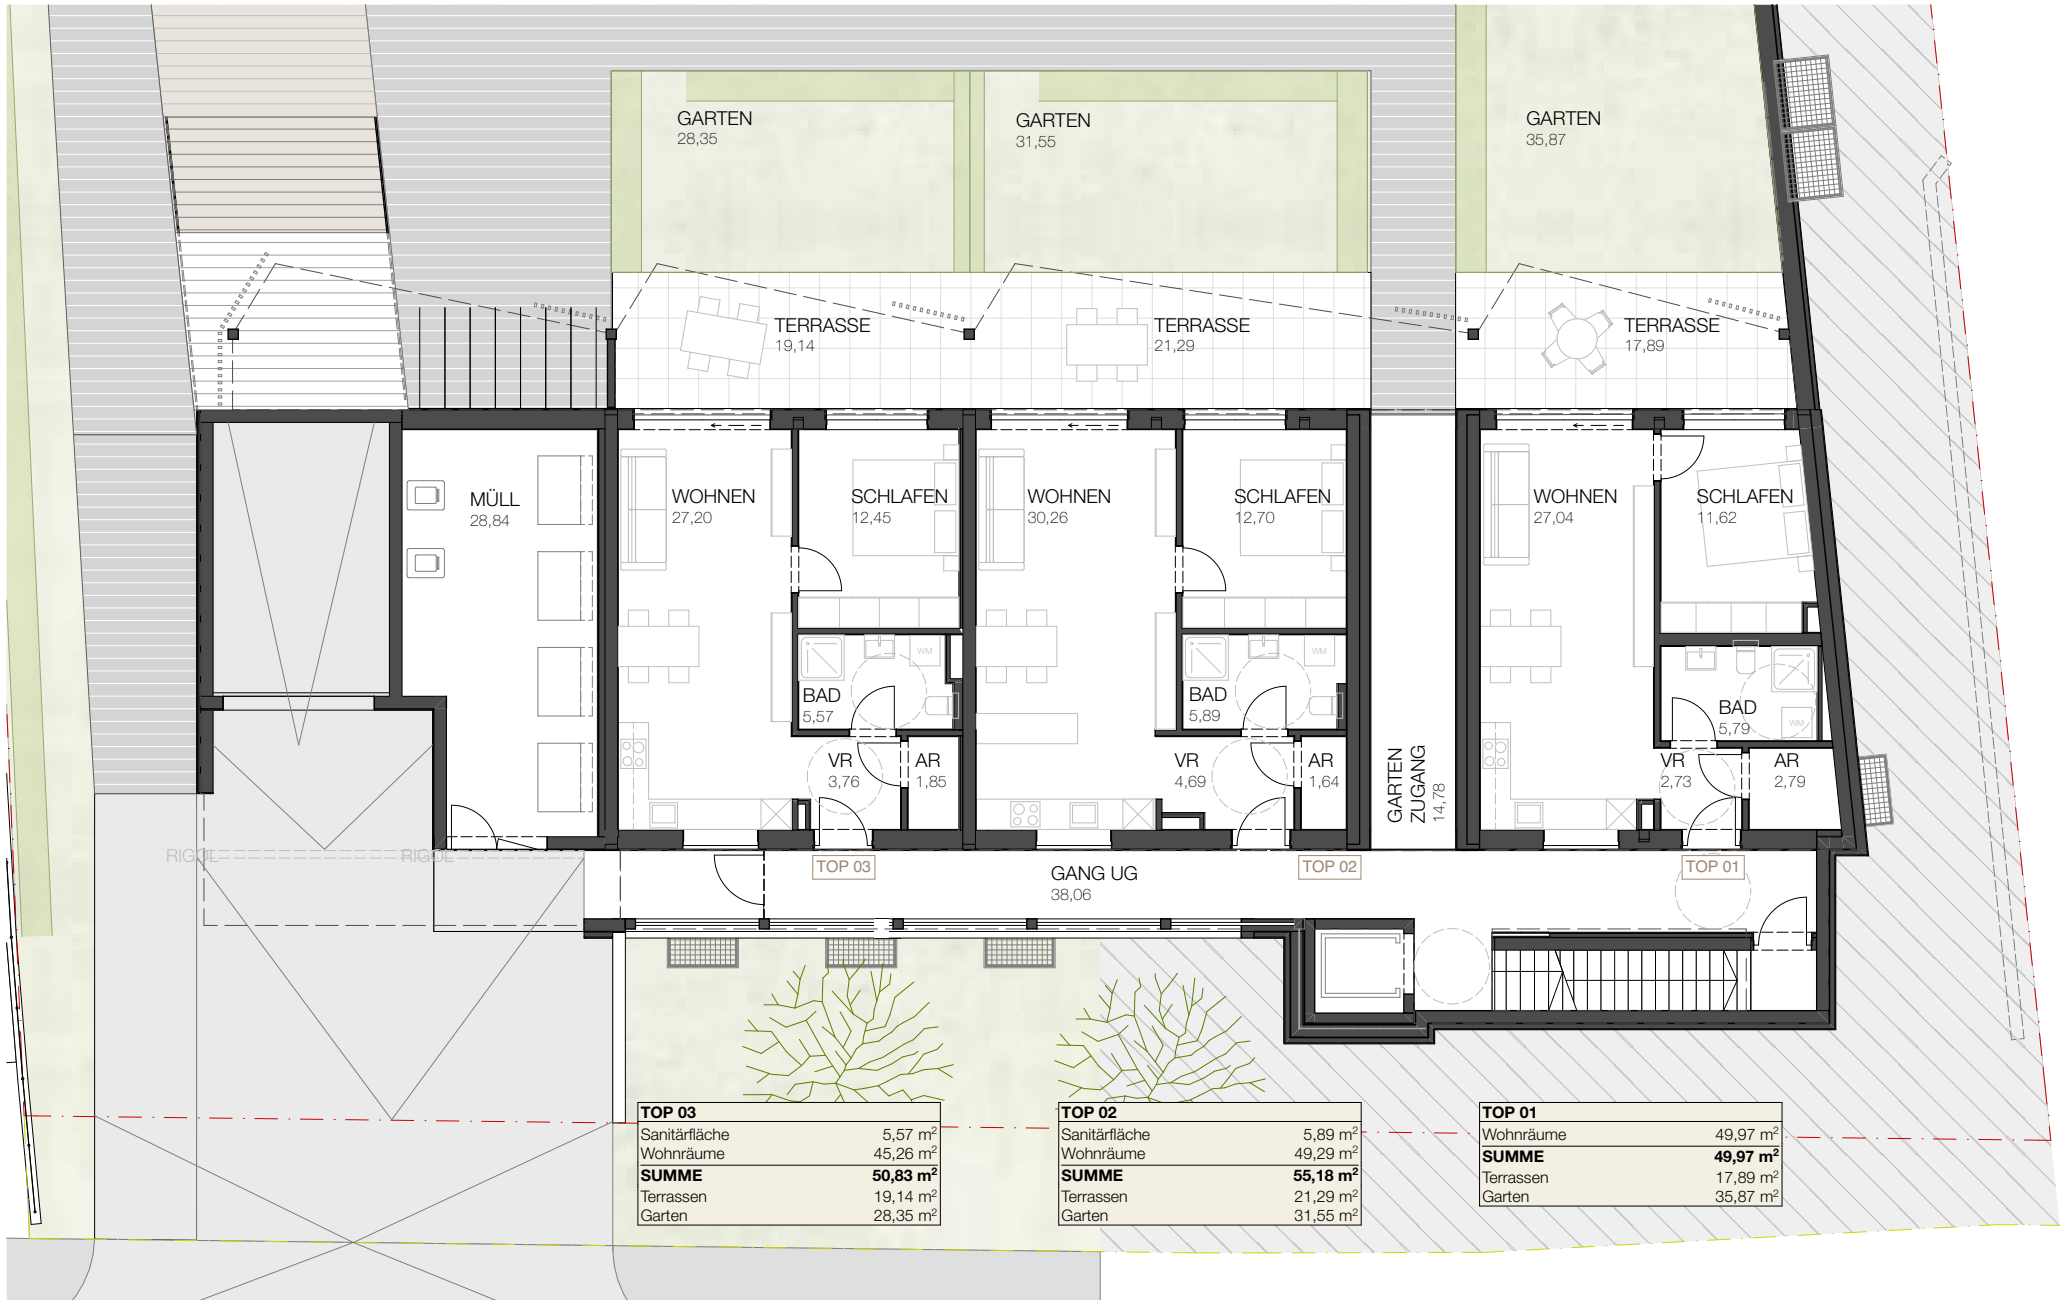 GARTEN
28,35
GARTEN
31,55
GARTEN
35,87
TERRASSE
19,14
TERRASSE
21,29
TERRASSE
17,89
MÜLL
28,84
WOHNEN
27,20
SCHLAFEN
12,45
WOHNEN
30,26
SCHLAFEN
12,70
WOHNEN
27,04
SCHLAFEN
11,62
WM
WM
BAD
5,57
BAD
5,89
BAD
5,79
WM
VR
3,76
AR
1,85
VR
4,69
AR
1,64
GARTEN
ZUGANG
14,78
VR
2,73
AR
2,79
RIGOL
RIGOL
TOP 03
TOP 02
TOP 01
GANG UG
38,06
TOP 03
Sanitärfläche 5,57 m²
Wohnräume 45,26 m²
SUMME 50,83 m²
Terrassen 19,14 m²
Garten 28,35 m²
TOP 02
Sanitärfläche 5,89 m²
Wohnräume 49,29 m²
SUMME 55,18 m²
Terrassen 21,29 m²
Garten 31,55 m²
TOP 01
Wohnräume 49,97 m²
SUMME 49,97 m²
Terrassen 17,89 m²
Garten 35,87 m²